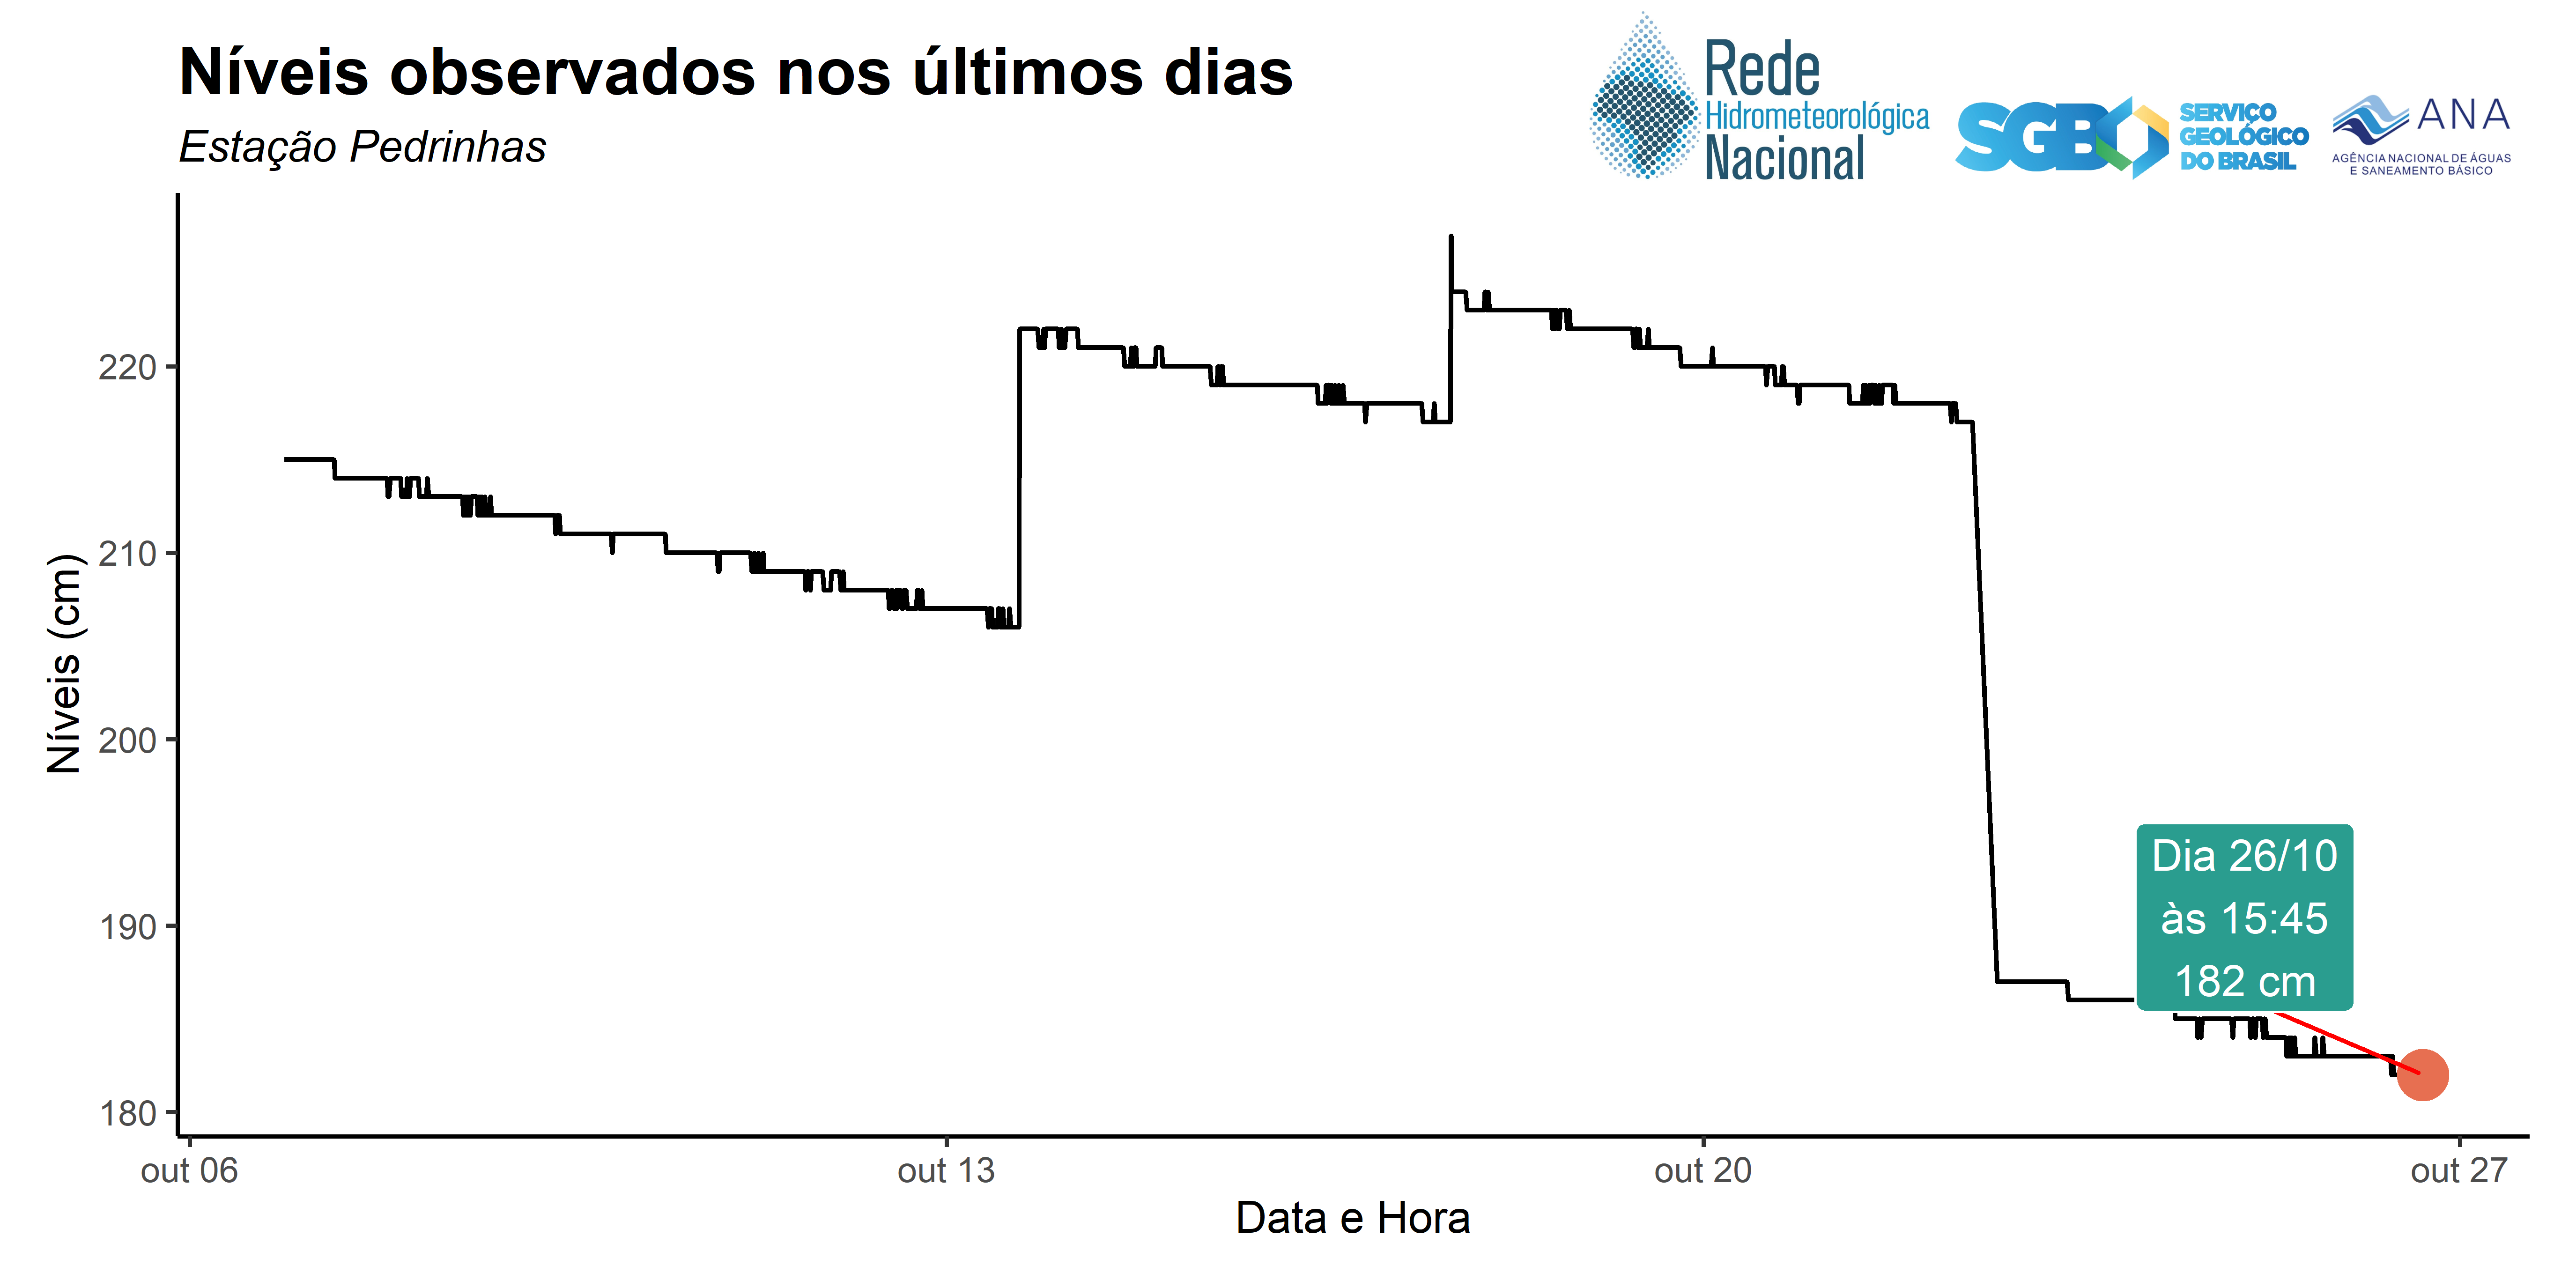 Níveis observados nos últimos dias
Estação Pedrinhas
Rede
Hidrometeorológica
Nacional
SGB
SERVIÇO
GEOLÓGICO
DO BRASIL
ANA
AGÊNCIA NACIONAL DE ÁGUAS
E SANEAMENTO BÁSICO
Níveis (cm)
220
210
200
190
180
Dia 26/10
às 15:45
182 cm
out 06
out 13
out 20
out 27
Data e Hora